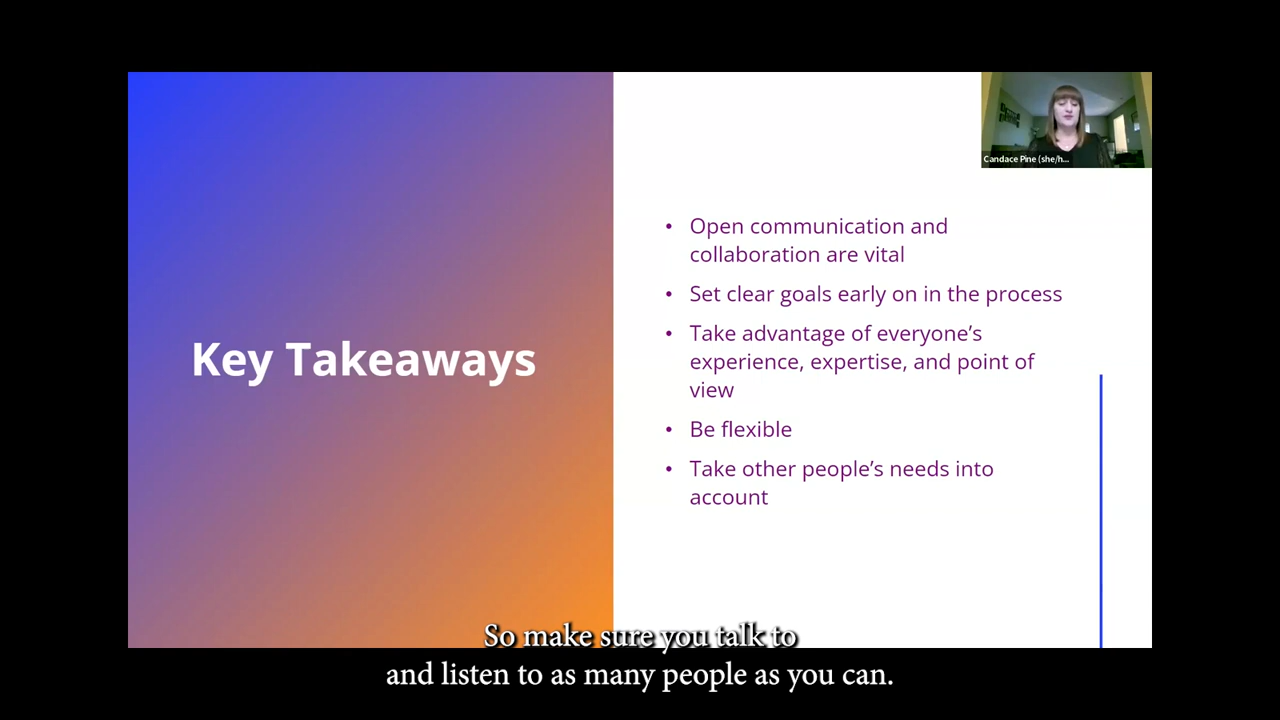 Candace Pine (she/h...
Key Takeaways
• Open communication and
collaboration are vital
• Set clear goals early on in the process
• Take advantage of everyone’s
experience, expertise, and point of
view
• Be flexible
• Take other people’s needs into
account
So make sure you talk to
and listen to as many people as you can.